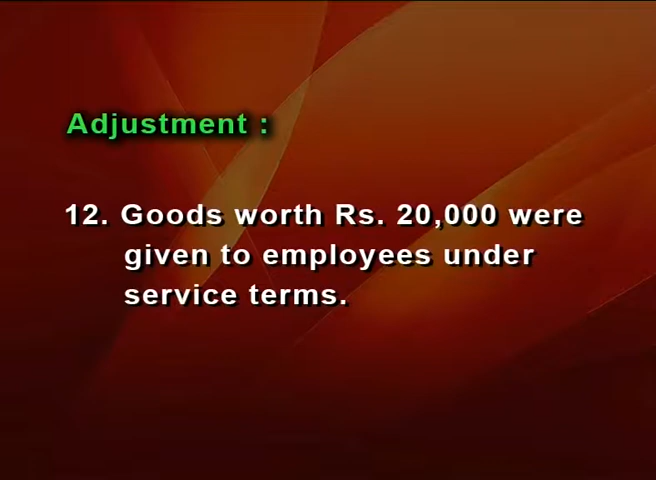 Adjustment :
12. Goods worth Rs. 20,000 were
given to employees under
service terms.